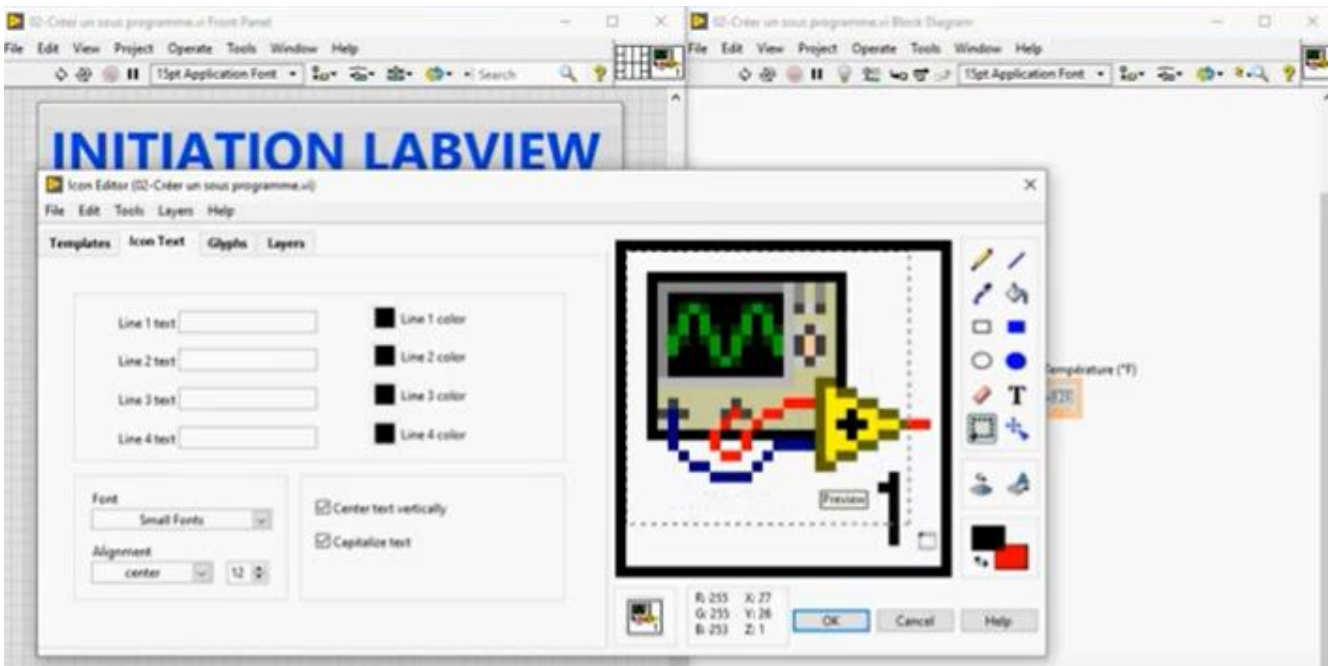 02-Créer un sous programme.vi Front Panel
File Edit View Project Operate Tools Window Help
15pt Application Font
Search
INITIATION LABVIEW
02-Créer un sous programme.vi Block Diagram
File Edit View Project Operate Tools Window Help
15pt Application Font
Icon Editor (02-Créer un sous programme.vi)
File Edit Tools Layers Help
Templates Icon Text Glyphs Layers
Line 1 text Line 1 color
Line 2 text Line 2 color
Line 3 text Line 3 color
Line 4 text Line 4 color
Font
Small Fonts
Alignment
center 12
Center text vertically
Capitalize text
Preview
1
T
R: 255 X: 27
G: 255 Y: 28
B: 253 Z: 1
OK Cancel Help
Température (°F)